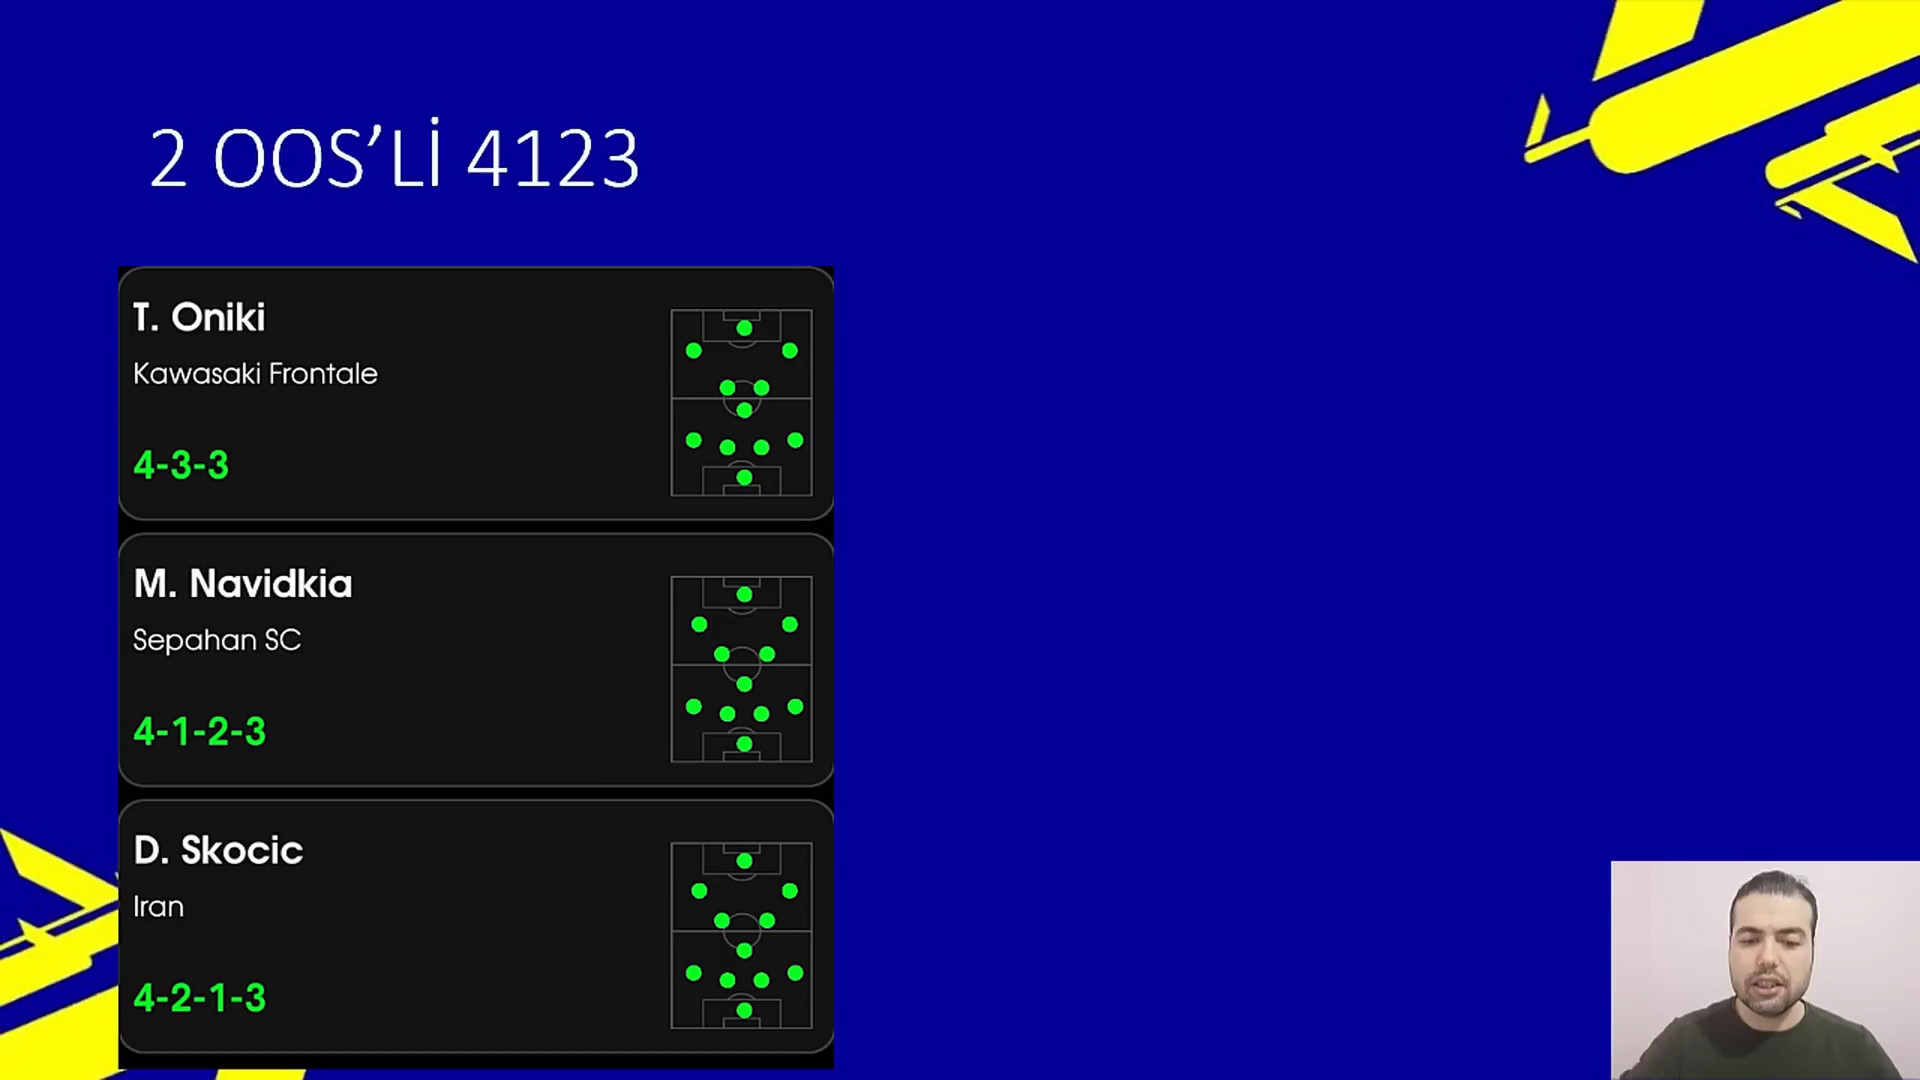 2 OOS’Lİ 4123
T. Oniki
Kawasaki Frontale
4-3-3
M. Navidkia
Sepahan SC
4-1-2-3
D. Skocic
Iran
4-2-1-3